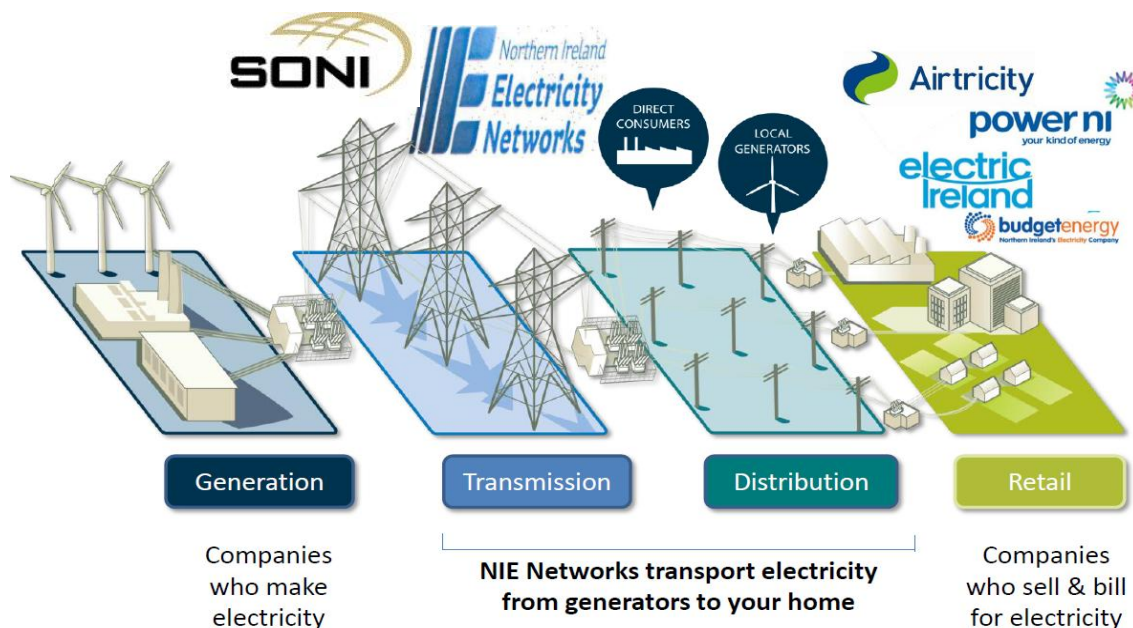 SONI
Northern Ireland
Electricity
Networks
DIRECT
CONSUMERS
LOCAL
GENERATORS
Airtricity
power ni
your kind of energy
electric
Ireland
budgetenergy
Northern Ireland's Electricity Company
Generation
Transmission
Distribution
Retail
Companies
who make
electricity
NIE Networks transport electricity
from generators to your home
Companies
who sell & bill
for electricity